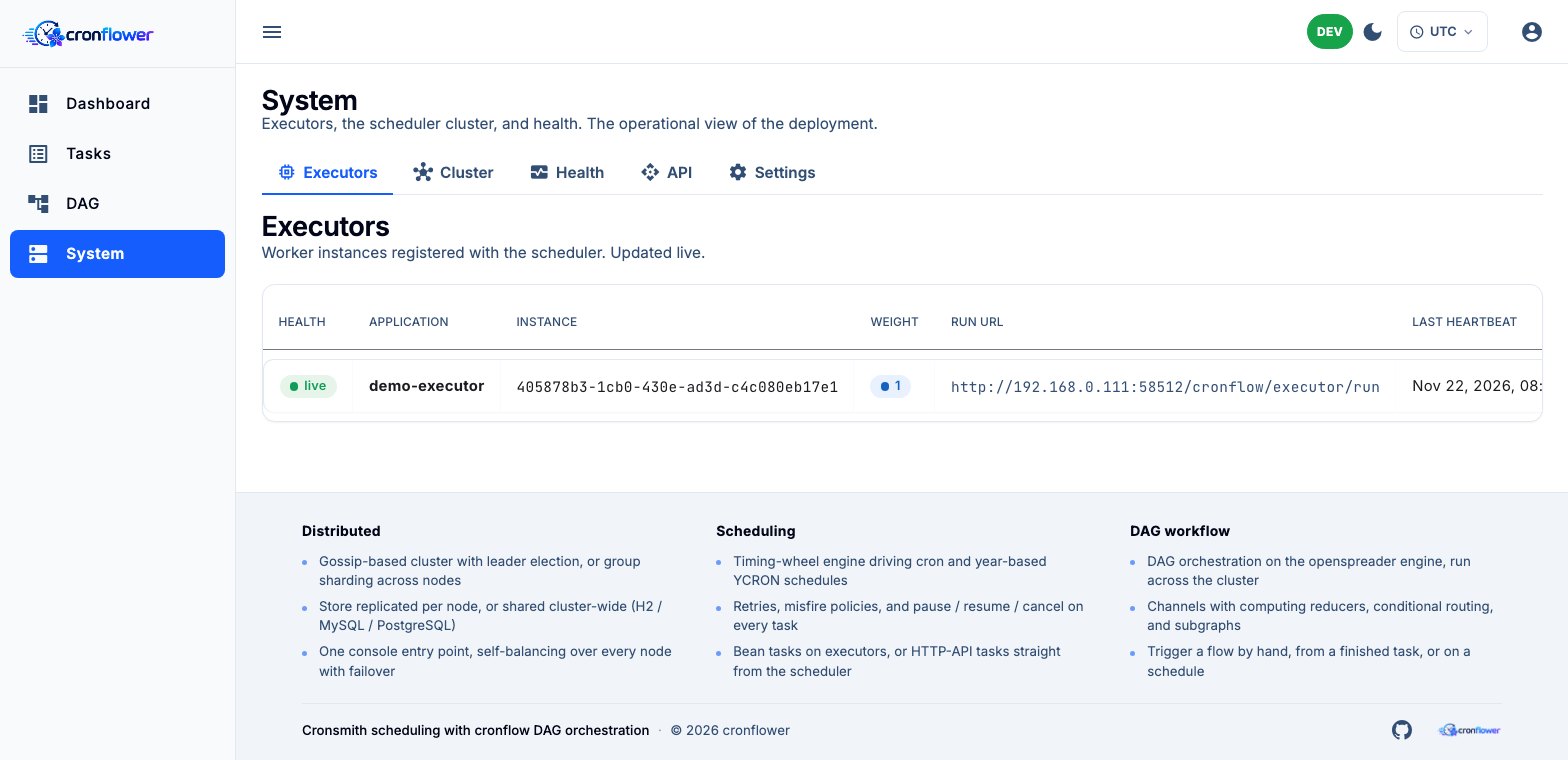 cronflower
DEV
UTC
Dashboard
Tasks
DAG
System
System
Executors, the scheduler cluster, and health. The operational view of the deployment.
Executors
Cluster
Health
API
Settings
Executors
Worker instances registered with the scheduler. Updated live.
HEALTH APPLICATION INSTANCE WEIGHT RUN URL LAST HEARTBEAT
live demo-executor 405878b3-1cb0-430e-ad3d-c4c080eb17e1 1 http://192.168.0.111:58512/cronflow/executor/run Nov 22, 2026, 08:
Distributed
Gossip-based cluster with leader election, or group
sharding across nodes
Store replicated per node, or shared cluster-wide (H2 /
MySQL / PostgreSQL)
One console entry point, self-balancing over every node
with failover
Scheduling
Timing-wheel engine driving cron and year-based
YCRON schedules
Retries, misfire policies, and pause / resume / cancel on
every task
Bean tasks on executors, or HTTP-API tasks straight
from the scheduler
DAG workflow
DAG orchestration on the openspreader engine, run
across the cluster
Channels with computing reducers, conditional routing,
and subgraphs
Trigger a flow by hand, from a finished task, or on a
schedule
Cronsmith scheduling with cronflow DAG orchestration · © 2026 cronflower
cronflower